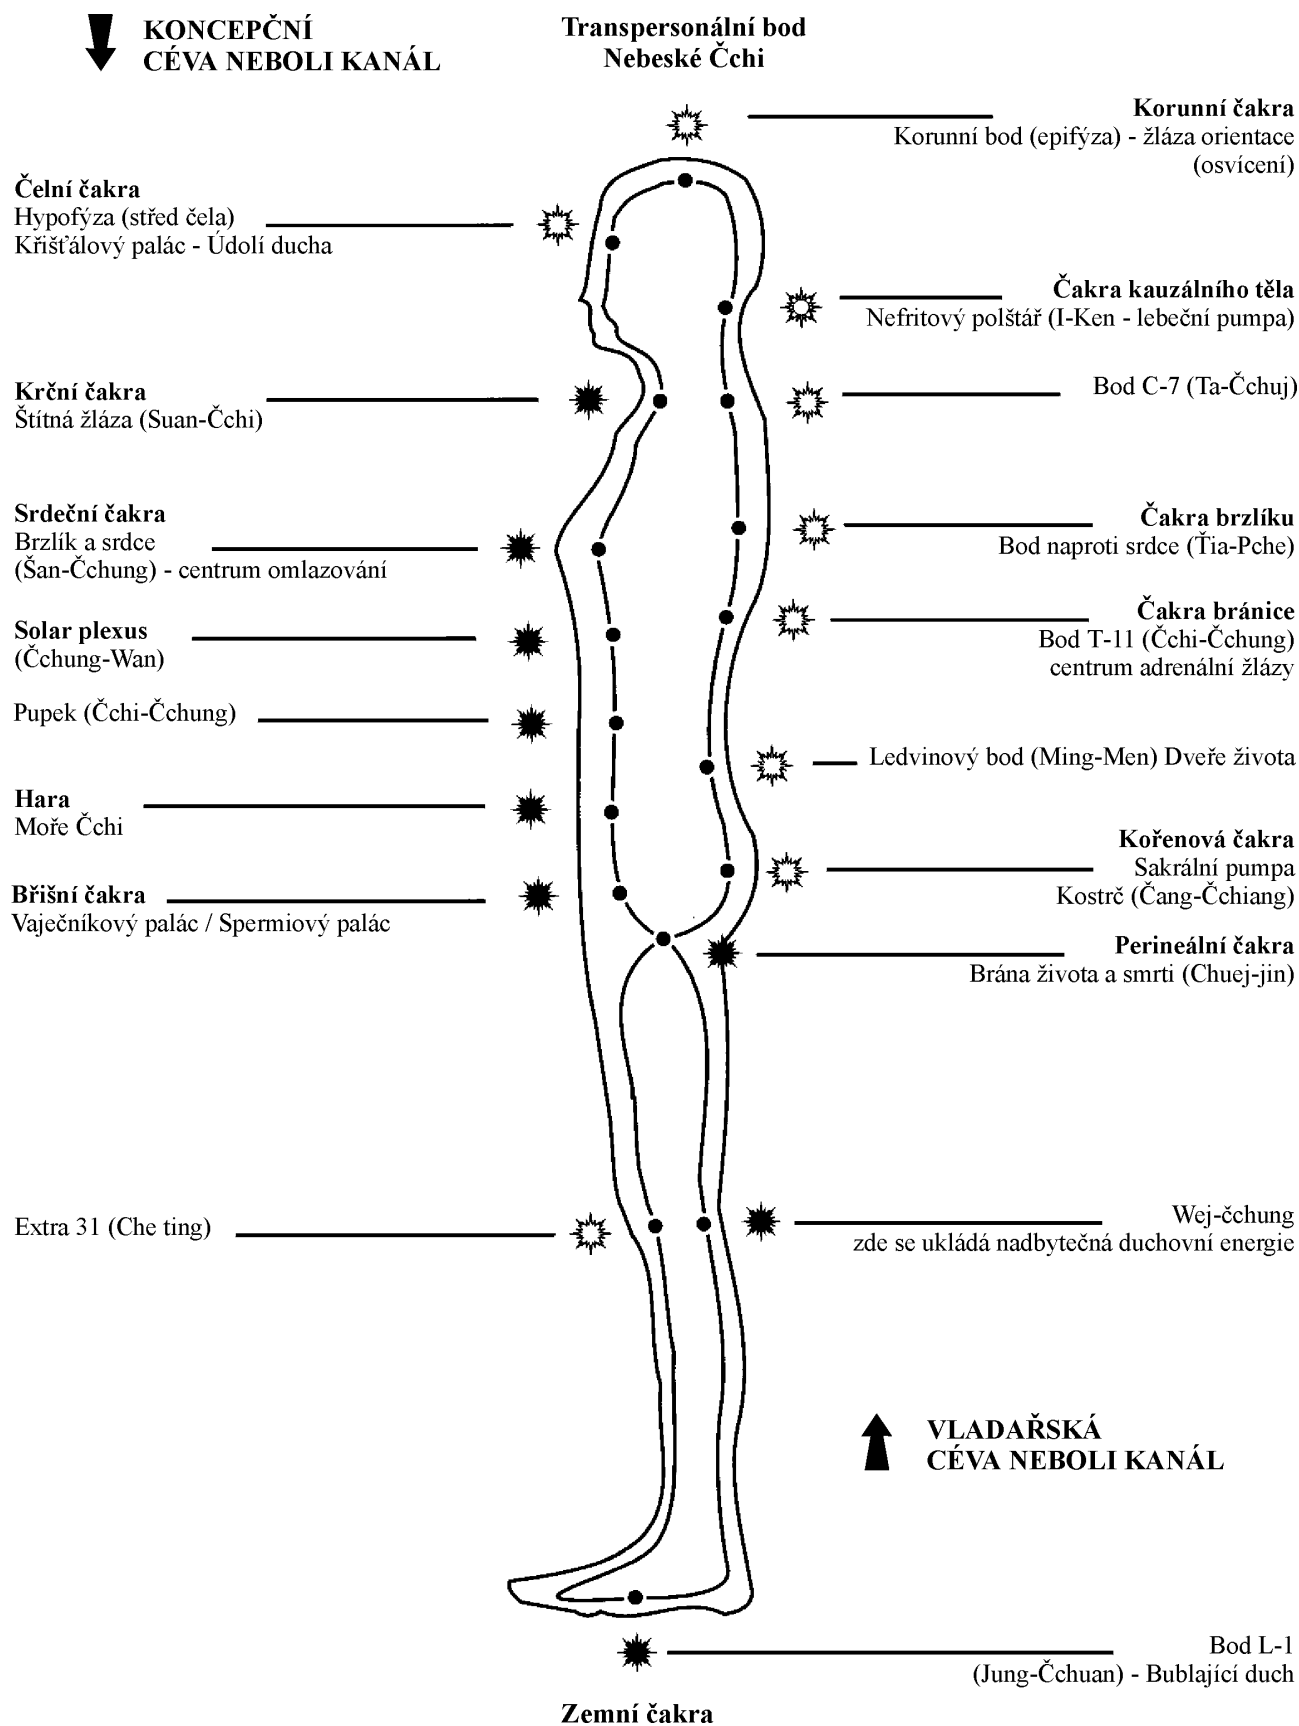 KONCEPČNÍ
CÉVA NEBOLI KANÁL
Transpersonální bod
Nebeské Čchi
Korunní čakra
Korunní bod (epifýza) - žláza orientace
(osvícení)
Čelní čakra
Hypofýza (střed čela)
Křišťálový palác - Údolí ducha
Čakra kauzálního těla
Nefritový polštář (I-Ken - lebeční pumpa)
Krční čakra
Štítná žláza (Suan-Čchi)
Bod C-7 (Ta-Čchuj)
Srdeční čakra
Brzlík a srdce
(Šan-Čchung) - centrum omlazování
Čakra brzlíku
Bod naproti srdce (Ťia-Pche)
Solar plexus
(Čchung-Wan)
Čakra bránice
Bod T-11 (Čchi-Čchung)
centrum adrenální žlázy
Pupek (Čchi-Čchung)
Ledvinový bod (Ming-Men) Dveře života
Hara
Moře Čchi
Kořenová čakra
Sakrální pumpa
Kostrč (Čang-Čchiang)
Břišní čakra
Vaječníkový palác / Spermiový palác
Perineální čakra
Brána života a smrti (Chuej-jin)
Extra 31 (Che ting)
Wej-čchung
zde se ukládá nadbytečná duchovní energie
VLADAŘSKÁ
CÉVA NEBOLI KANÁL
Bod L-1
(Jung-Čchuan) - Bublající duch
Zemní čakra